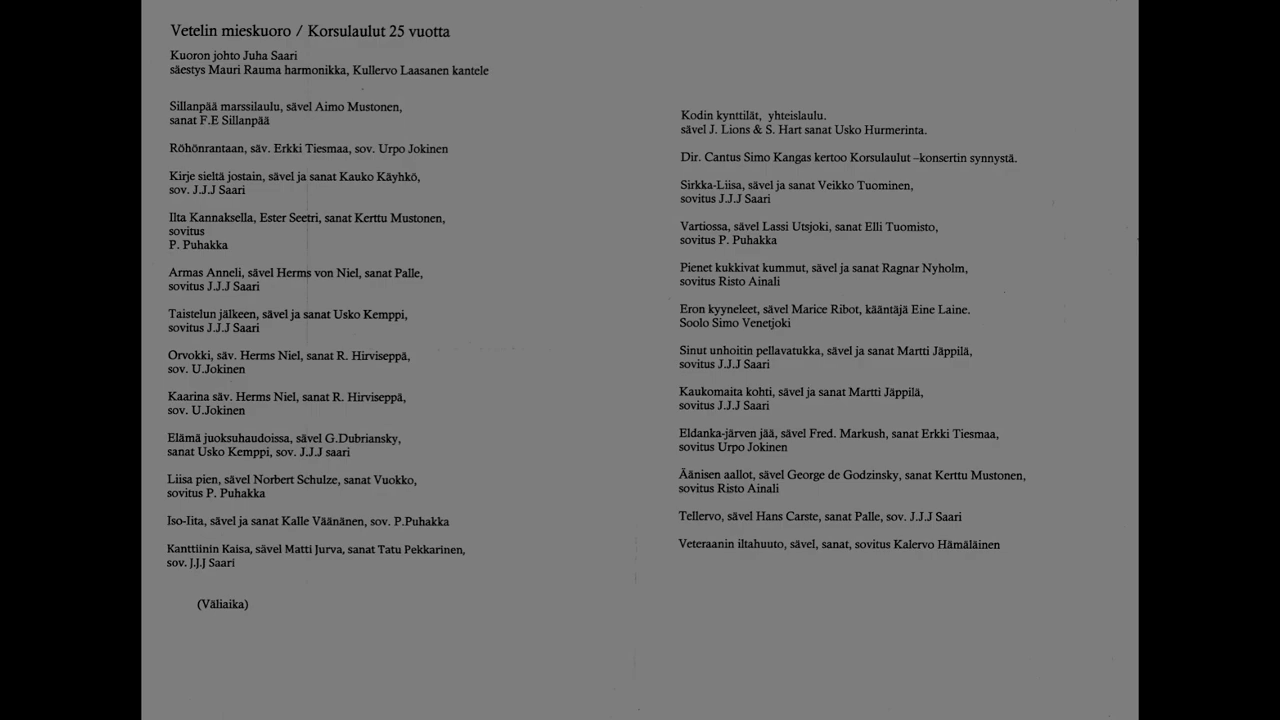 Vetelin mieskuoro / Korsulaulut 25 vuotta
Kuoron johto Juha Saari
säestys Mauri Rauma harmonikka, Kullervo Laasanen kantele
Sillanpää marssilaulu, sävel Aimo Mustonen,
sanat F.E Sillanpää
Röhönrantaan, säv. Erkki Tiesmaa, sov. Urpo Jokinen
Kirje sieltä jostain, sävel ja sanat Kauko Käyhkö,
sov. J.J.J Saari
Ilta Kannaksella, Ester Seetri, sanat Kerttu Mustonen,
sovitus
P. Puhakka
Armas Anneli, sävel Herms von Niel, sanat Palle,
sovitus J.J.J Saari
Taistelun jälkeen, sävel ja sanat Usko Kemppi,
sovitus J.J.J Saari
Orvokki, säv. Herms Niel, sanat R. Hirviseppä,
sov. U.Jokinen
Kaarina säv. Herms Niel, sanat R. Hirviseppä,
sov. U.Jokinen
Elämä juoksuhaudoissa, sävel G.Dubriansky,
sanat Usko Kemppi, sov. J.J.J saari
Liisa pien, sävel Norbert Schulze, sanat Vuokko,
sovitus P. Puhakka
Iso-Iita, sävel ja sanat Kalle Väänänen, sov. P.Puhakka
Kanttiinin Kaisa, sävel Matti Jurva, sanat Tatu Pekkarinen,
sov. J.J.J Saari
(Väliaika)
Kodin kynttilät, yhteislaulu.
sävel J. Lions & S. Hart sanat Usko Hurmerinta.
Dir. Cantus Simo Kangas kertoo Korsulaulut –konsertin synnystä.
Sirkka-Liisa, sävel ja sanat Veikko Tuominen,
sovitus J.J.J Saari
Vartiossa, sävel Lassi Utsjoki, sanat Elli Tuomisto,
sovitus P. Puhakka
Pienet kukkivat kummut, sävel ja sanat Ragnar Nyholm,
sovitus Risto Ainali
Eron kyyneleet, sävel Marice Ribot, kääntäjä Eine Laine.
Soolo Simo Venetjoki
Sinut unhoitin pellavatukka, sävel ja sanat Martti Jäppilä,
sovitus J.J.J Saari
Kaukomaita kohti, sävel ja sanat Martti Jäppilä,
sovitus J.J.J Saari
Eldanka-järven jää, sävel Fred. Markush, sanat Erkki Tiesmaa,
sovitus Urpo Jokinen
Äänisen aallot, sävel George de Godzinsky, sanat Kerttu Mustonen,
sovitus Risto Ainali
Tellervo, sävel Hans Carste, sanat Palle, sov. J.J.J Saari
Veteraanin iltahuuto, sävel, sanat, sovitus Kalervo Hämäläinen